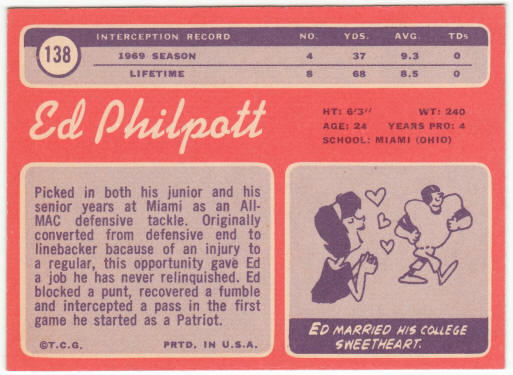 138
INTERCEPTION RECORD NO. YDS. AVG. TDs
1969 SEASON 4 37 9.3 0
LIFETIME 8 68 8.5 0
Ed Philpott
HT: 6'3" WT: 240
AGE: 24 YEARS PRO: 4
SCHOOL: MIAMI (OHIO)
Picked in both his junior and his
senior years at Miami as an All-
MAC defensive tackle. Originally
converted from defensive end to
linebacker bacause of an injury to
a regular, this opportunity gave Ed
a job he has never relinquished. Ed
blocked a punt, recovered a fumble
and intercepted a pass in the first
game he started as a Patriot.
©T.C.G. PRTD. IN U.S.A.
ED MARRIED HIS COLLEGE
SWEETHEART.